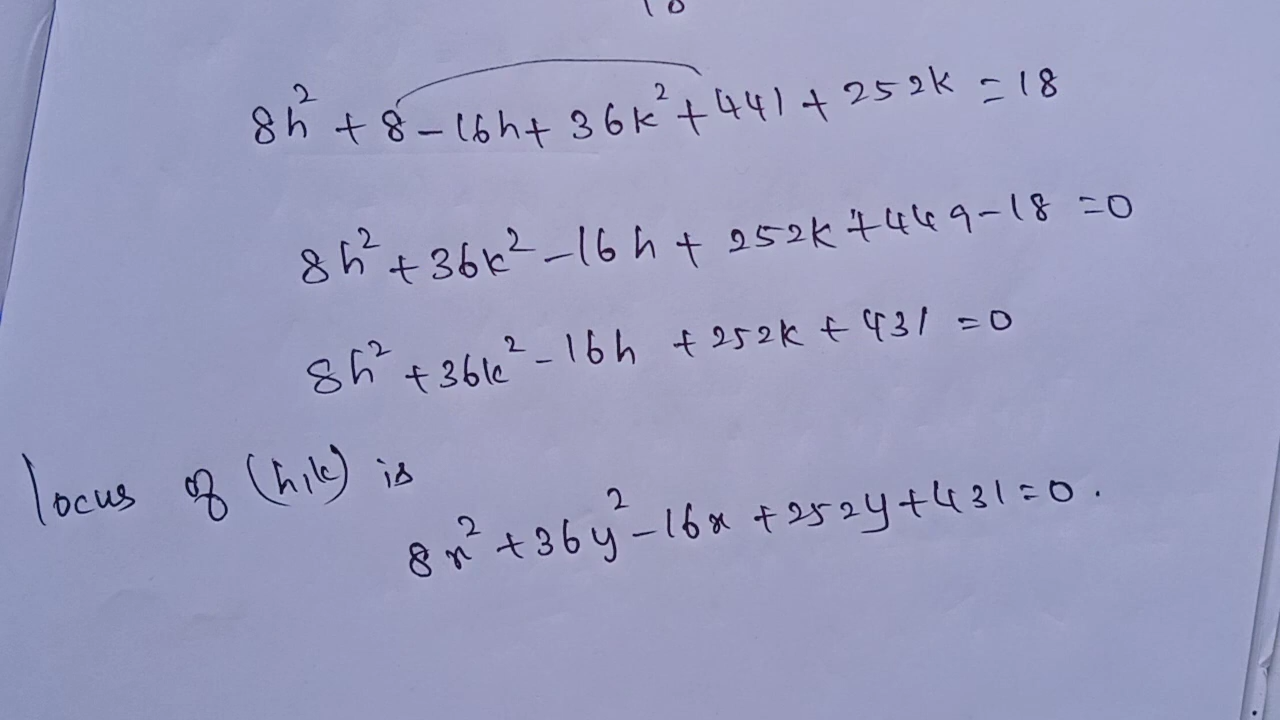 8h² + 8 - 16h + 36k² + 441 + 252k = 18
8h² + 36k² - 16h + 252k + 449 - 18 = 0
8h² + 36k² - 16h + 252k + 431 = 0
locus of (h,k) is
8x² + 36y² - 16x + 252y + 431 = 0.